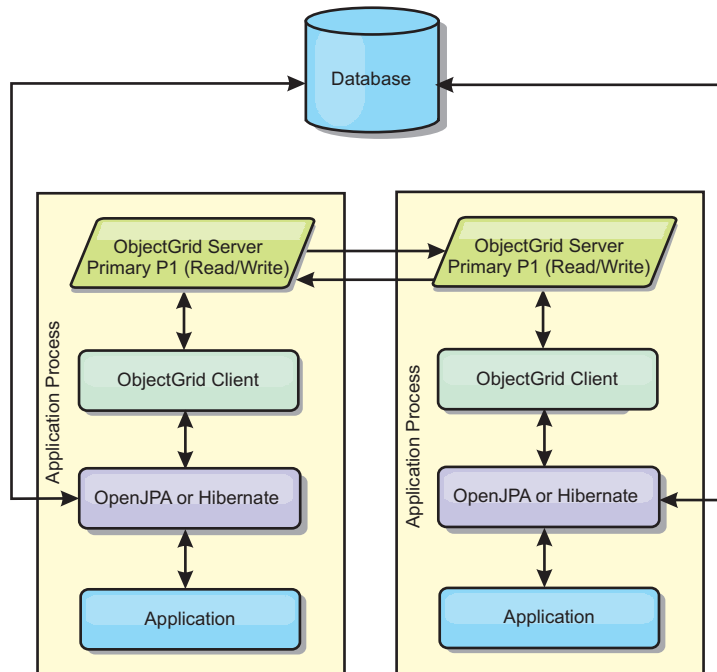 Database
ObjectGrid Server
Primary P1 (Read/Write)
ObjectGrid Client
OpenJPA or Hibernate
Application
Application Process
ObjectGrid Server
Primary P1 (Read/Write)
ObjectGrid Client
OpenJPA or Hibernate
Application
Application Process